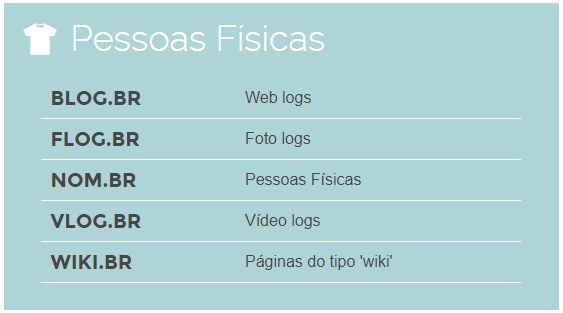 Pessoas Físicas
BLOG.BR Web logs
FLOG.BR Foto logs
NOM.BR Pessoas Físicas
VLOG.BR Vídeo logs
WIKI.BR Páginas do tipo 'wiki'